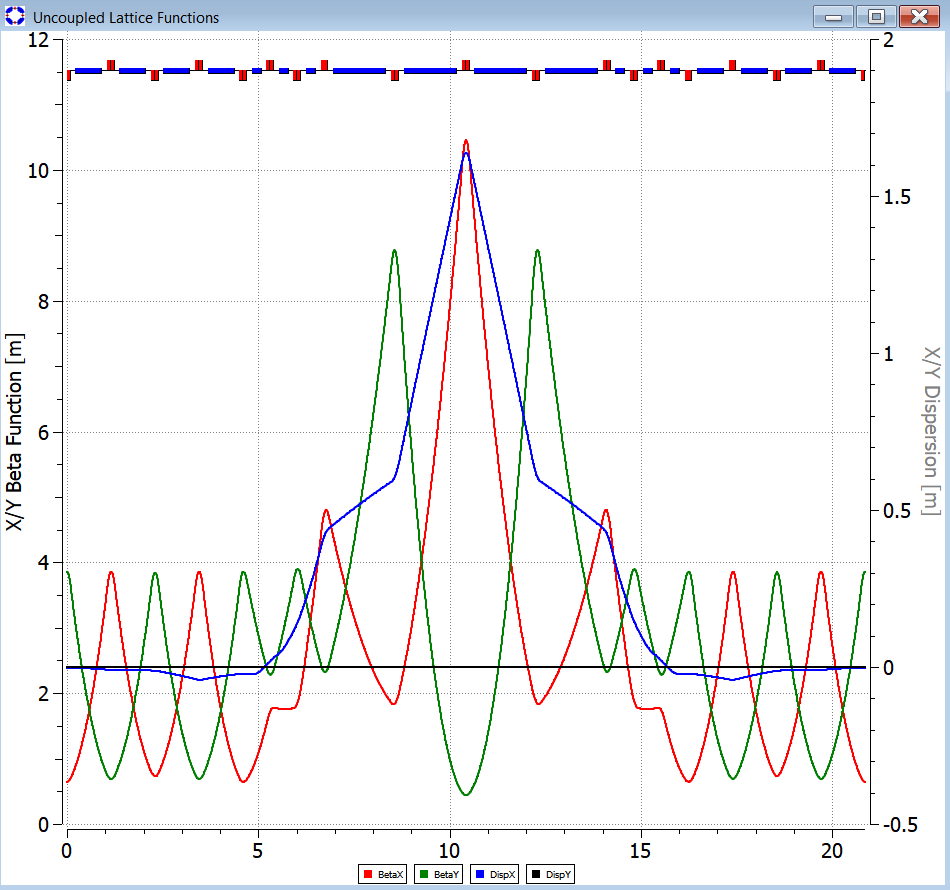 Uncoupled Lattice Functions
12
10
8
6
4
2
0
X/Y Beta Function [m]
2
1.5
1
0.5
0
-0.5
X/Y Dispersion [m]
0 5 10 15 20
BetaX BetaY DispX DispY